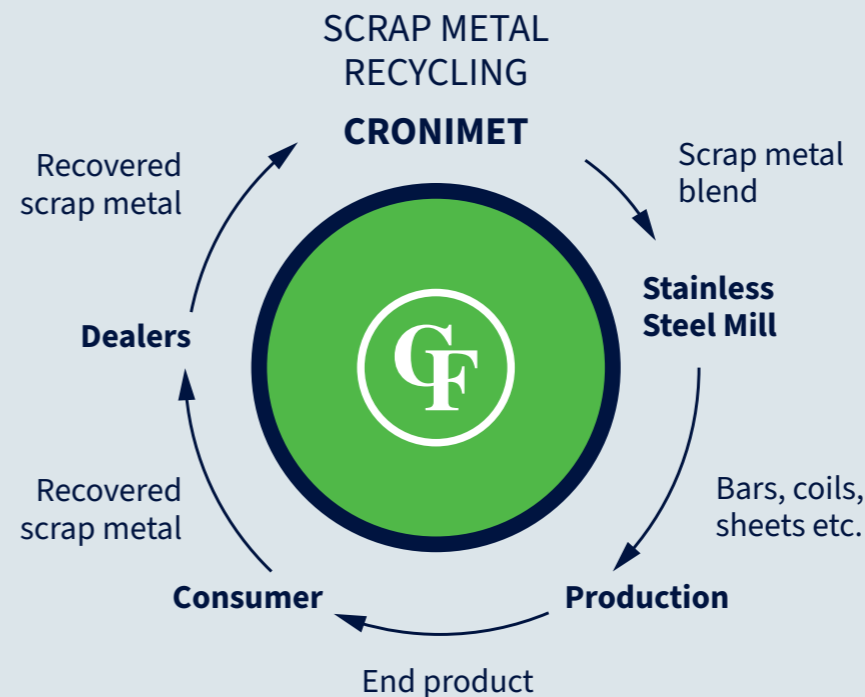 SCRAP METAL
RECYCLING
CRONIMET
Scrap metal
blend
Stainless
Steel Mill
Bars, coils,
sheets etc.
Production
End product
Consumer
Recovered
scrap metal
Dealers
Recovered
scrap metal
CF